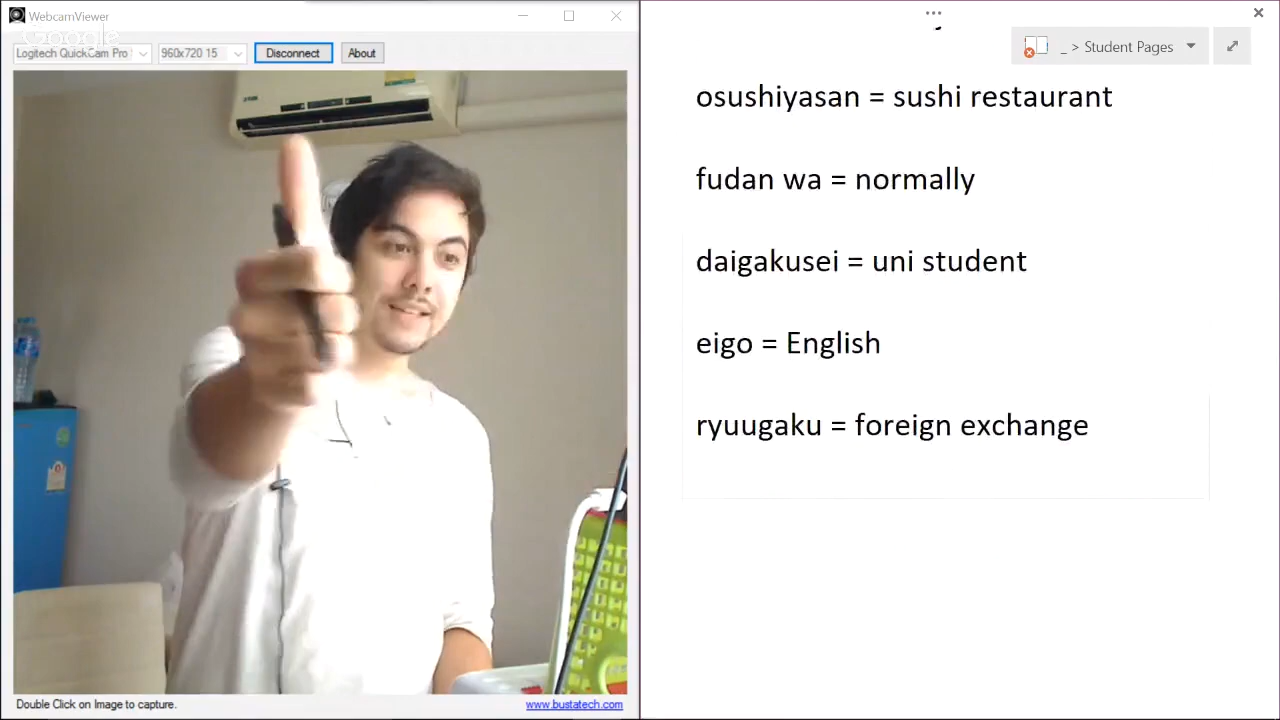 WebcamViewer
Google
Logitech QuickCam Pro
960x720 15
Disconnect
About
Double Click on Image to capture.
www.bustatech.com
_ > Student Pages
osushiyasan = sushi restaurant
fudan wa = normally
daigakusei = uni student
eigo = English
ryuugaku = foreign exchange